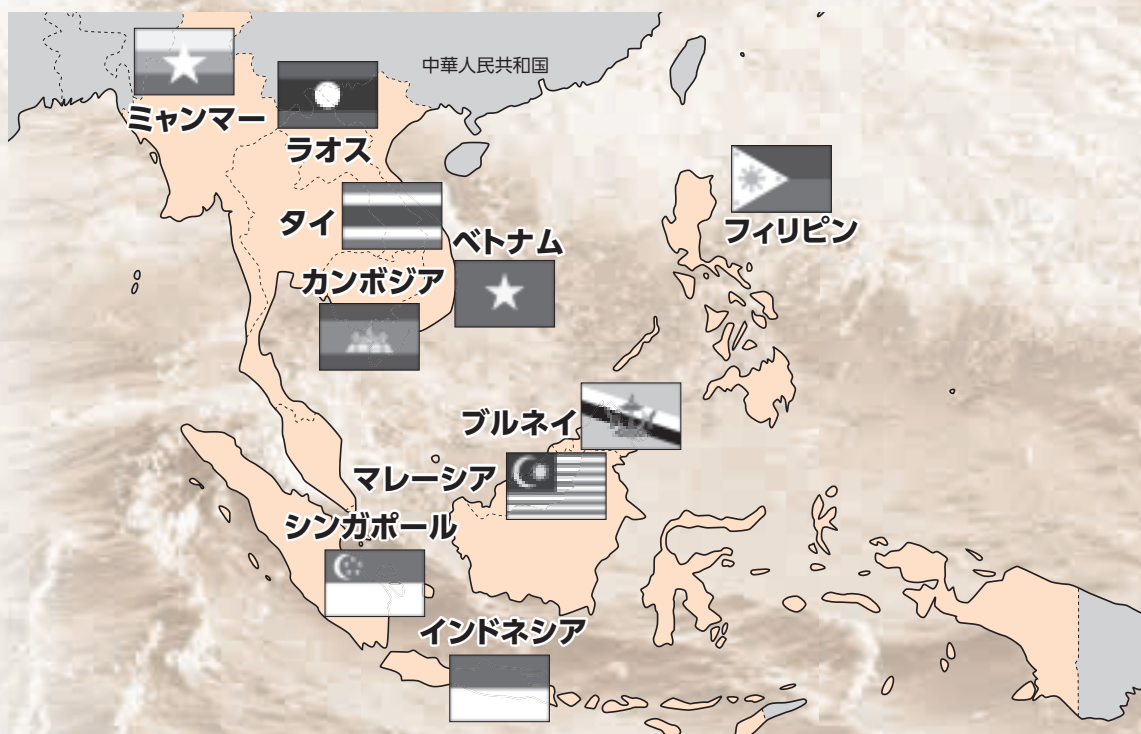 中華人民共和国
ミャンマー
ラオス
タイ
ベトナム
フィリピン
カンボジア
ブルネイ
マレーシア
シンガポール
インドネシア